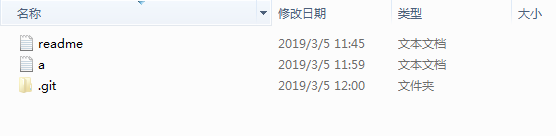 名称 修改日期 类型 大小
readme 2019/3/5 11:45 文本文档
a 2019/3/5 11:59 文本文档
.git 2019/3/5 12:00 文件夹